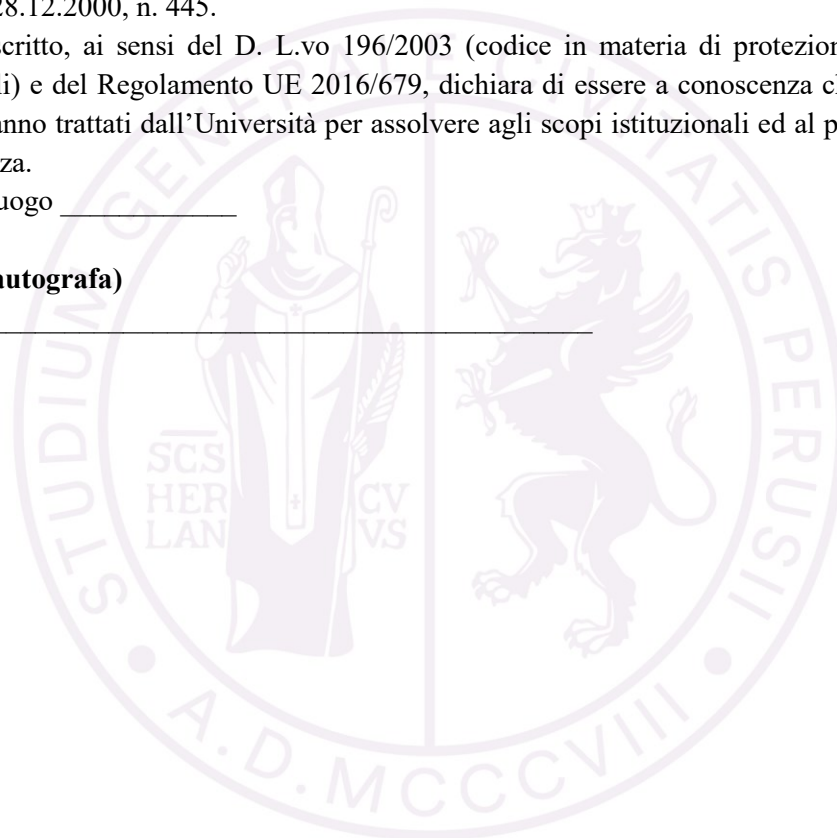 28.12.2000, n. 445.
scritto, ai sensi del D. L.vo 196/2003 (codice in materia di protezion
li) e del Regolamento UE 2016/679, dichiara di essere a conoscenza c
anno trattati dall’Università per assolvere agli scopi istituzionali ed al p
za.
uogo ____________
autografa)
STUDIUM GENERALE CIVITATIS PERUSII
SCS
HER
LAN
CV
VS
A.D. MCCCVIII